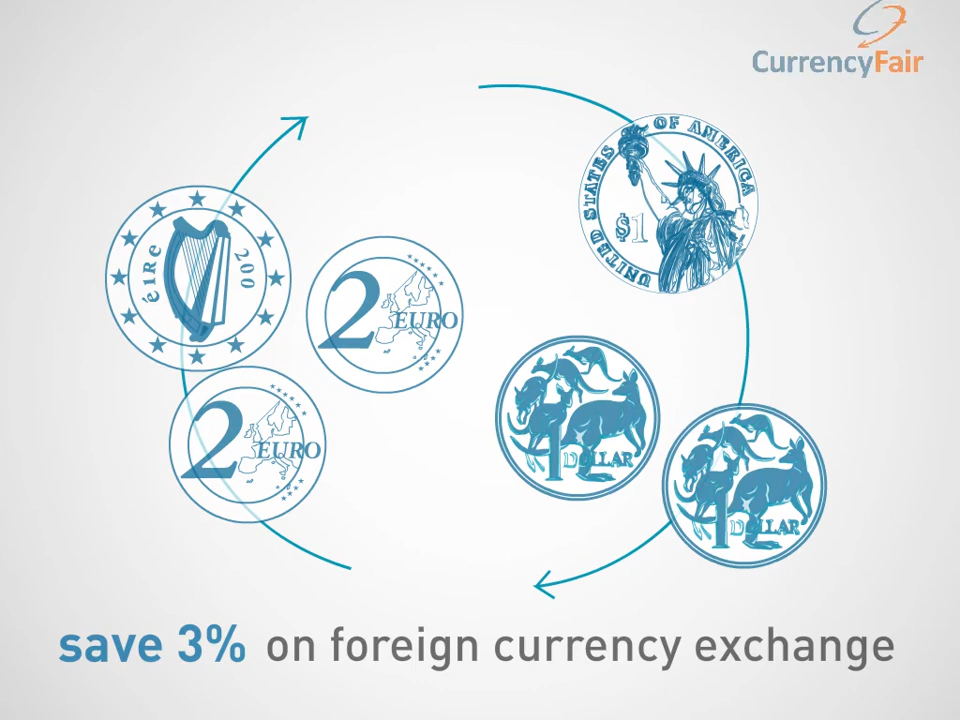 CurrencyFair
UNITED STATES OF AMERICA
$1
éire
200
2
EURO
2
EURO
1
DOLLAR
1
DOLLAR
save 3% on foreign currency exchange